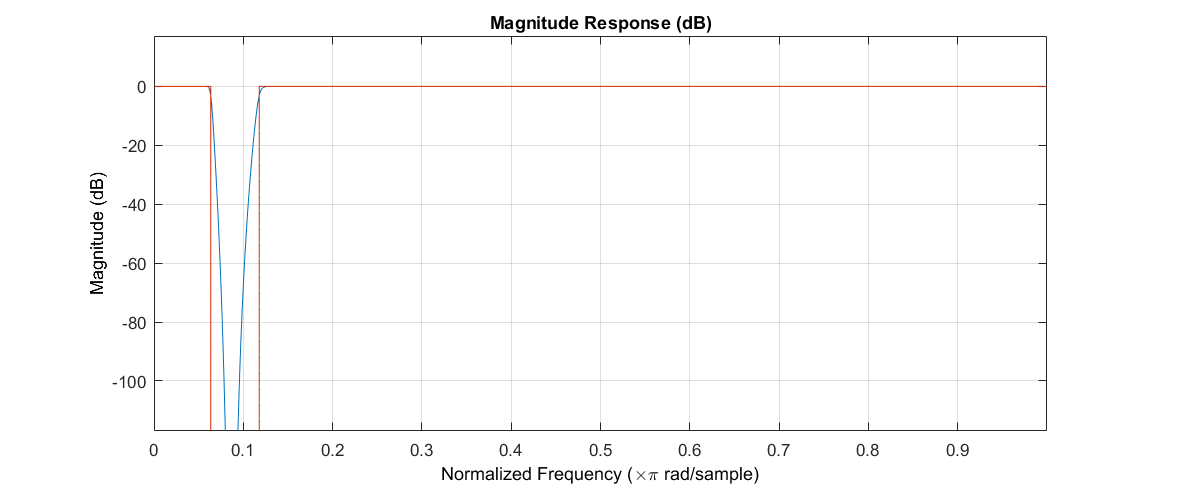 Magnitude Response (dB)
Magnitude (dB)
0
-20
-40
-60
-80
-100
0 0.1 0.2 0.3 0.4 0.5 0.6 0.7 0.8 0.9
Normalized Frequency (×π rad/sample)